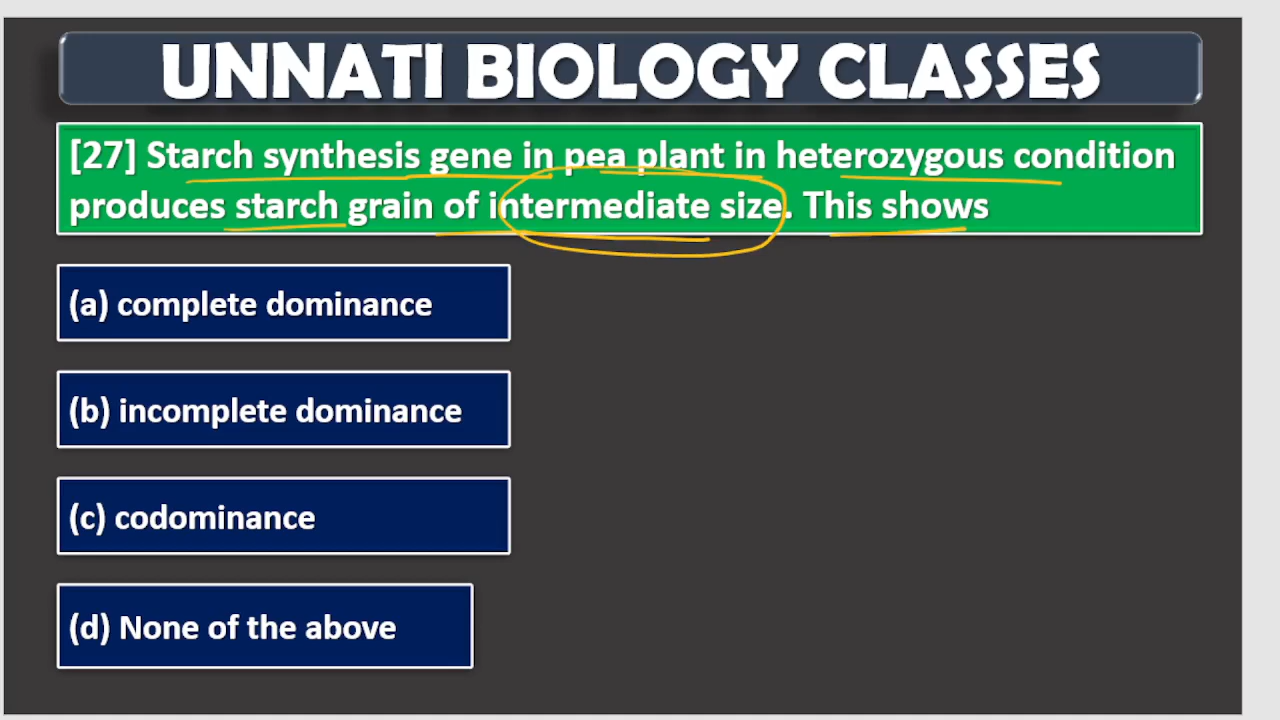 UNNATI BIOLOGY CLASSES
[27] Starch synthesis gene in pea plant in heterozygous condition
produces starch grain of intermediate size. This shows
(a) complete dominance
(b) incomplete dominance
(c) codominance
(d) None of the above